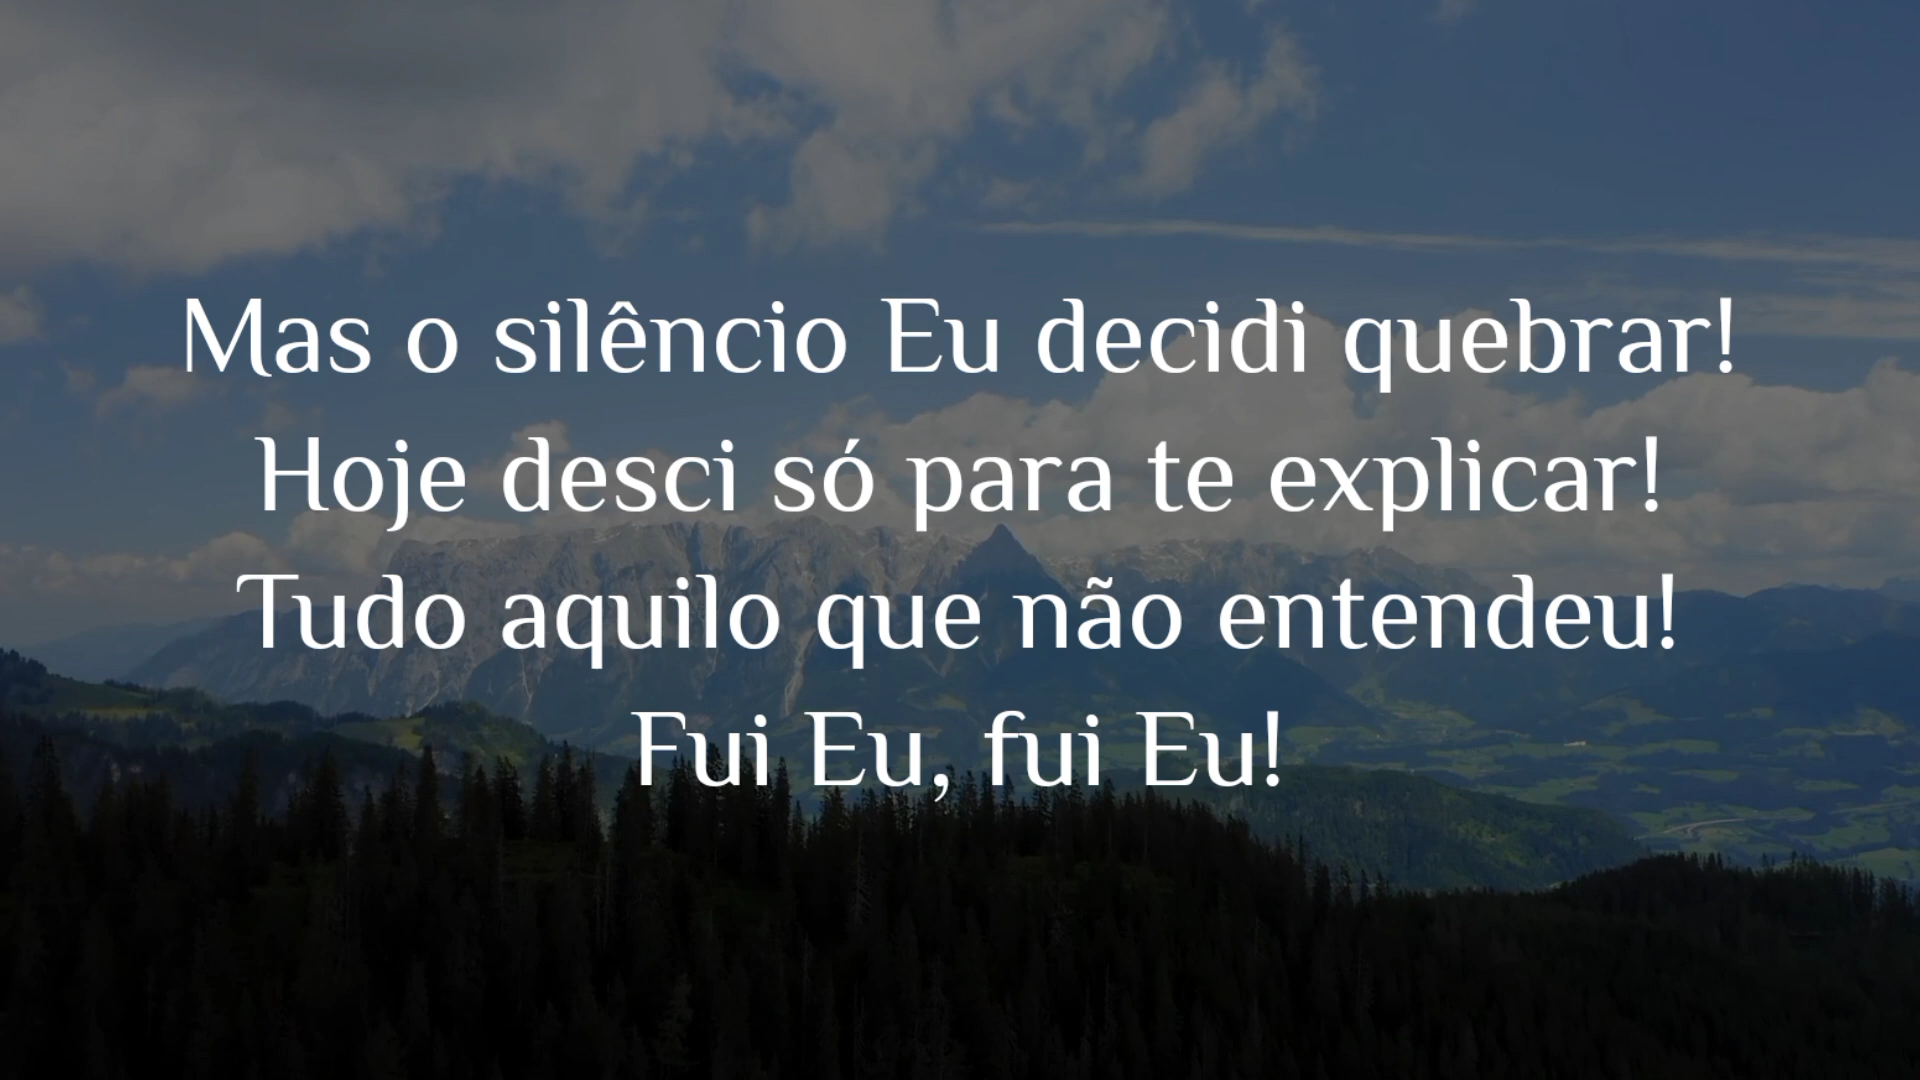 Mas o silêncio Eu decidi quebrar!
Hoje desci só para te explicar!
Tudo aquilo que não entendeu!
Fui Eu, fui Eu!